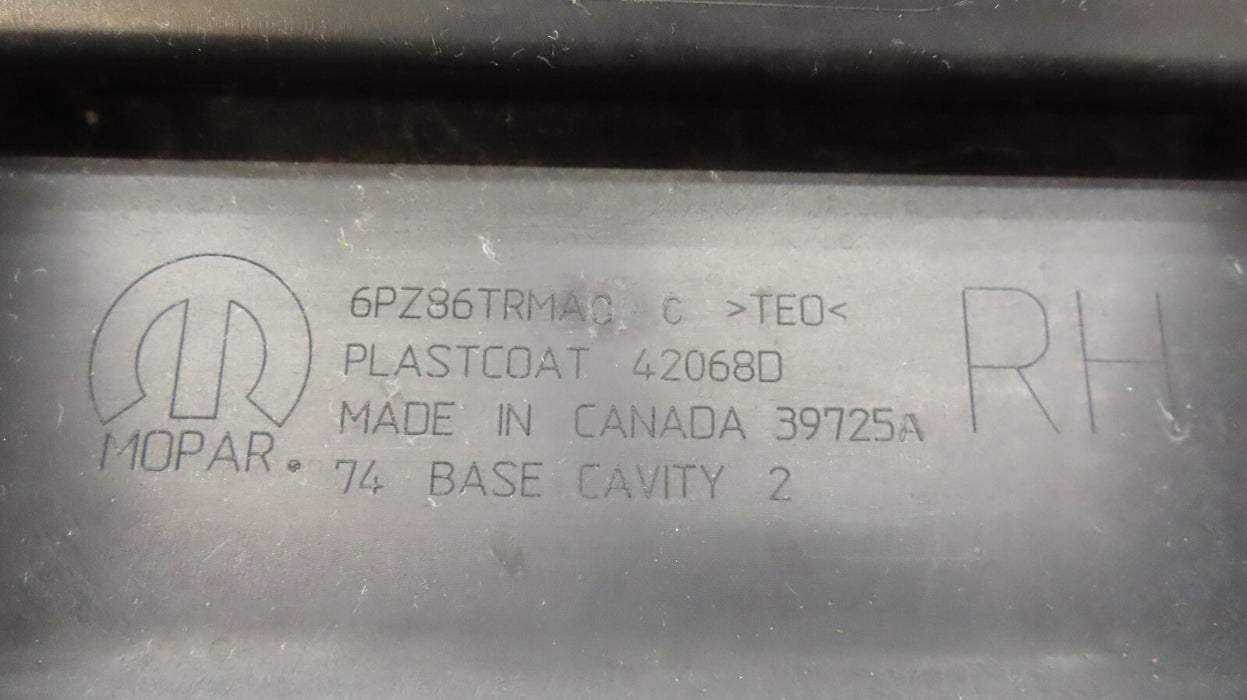 6PZ86TRMAC C >TEO<
PLASTCOAT 42068D
MADE IN CANADA 39725A
74 BASE CAVITY 2
MOPAR.
RH